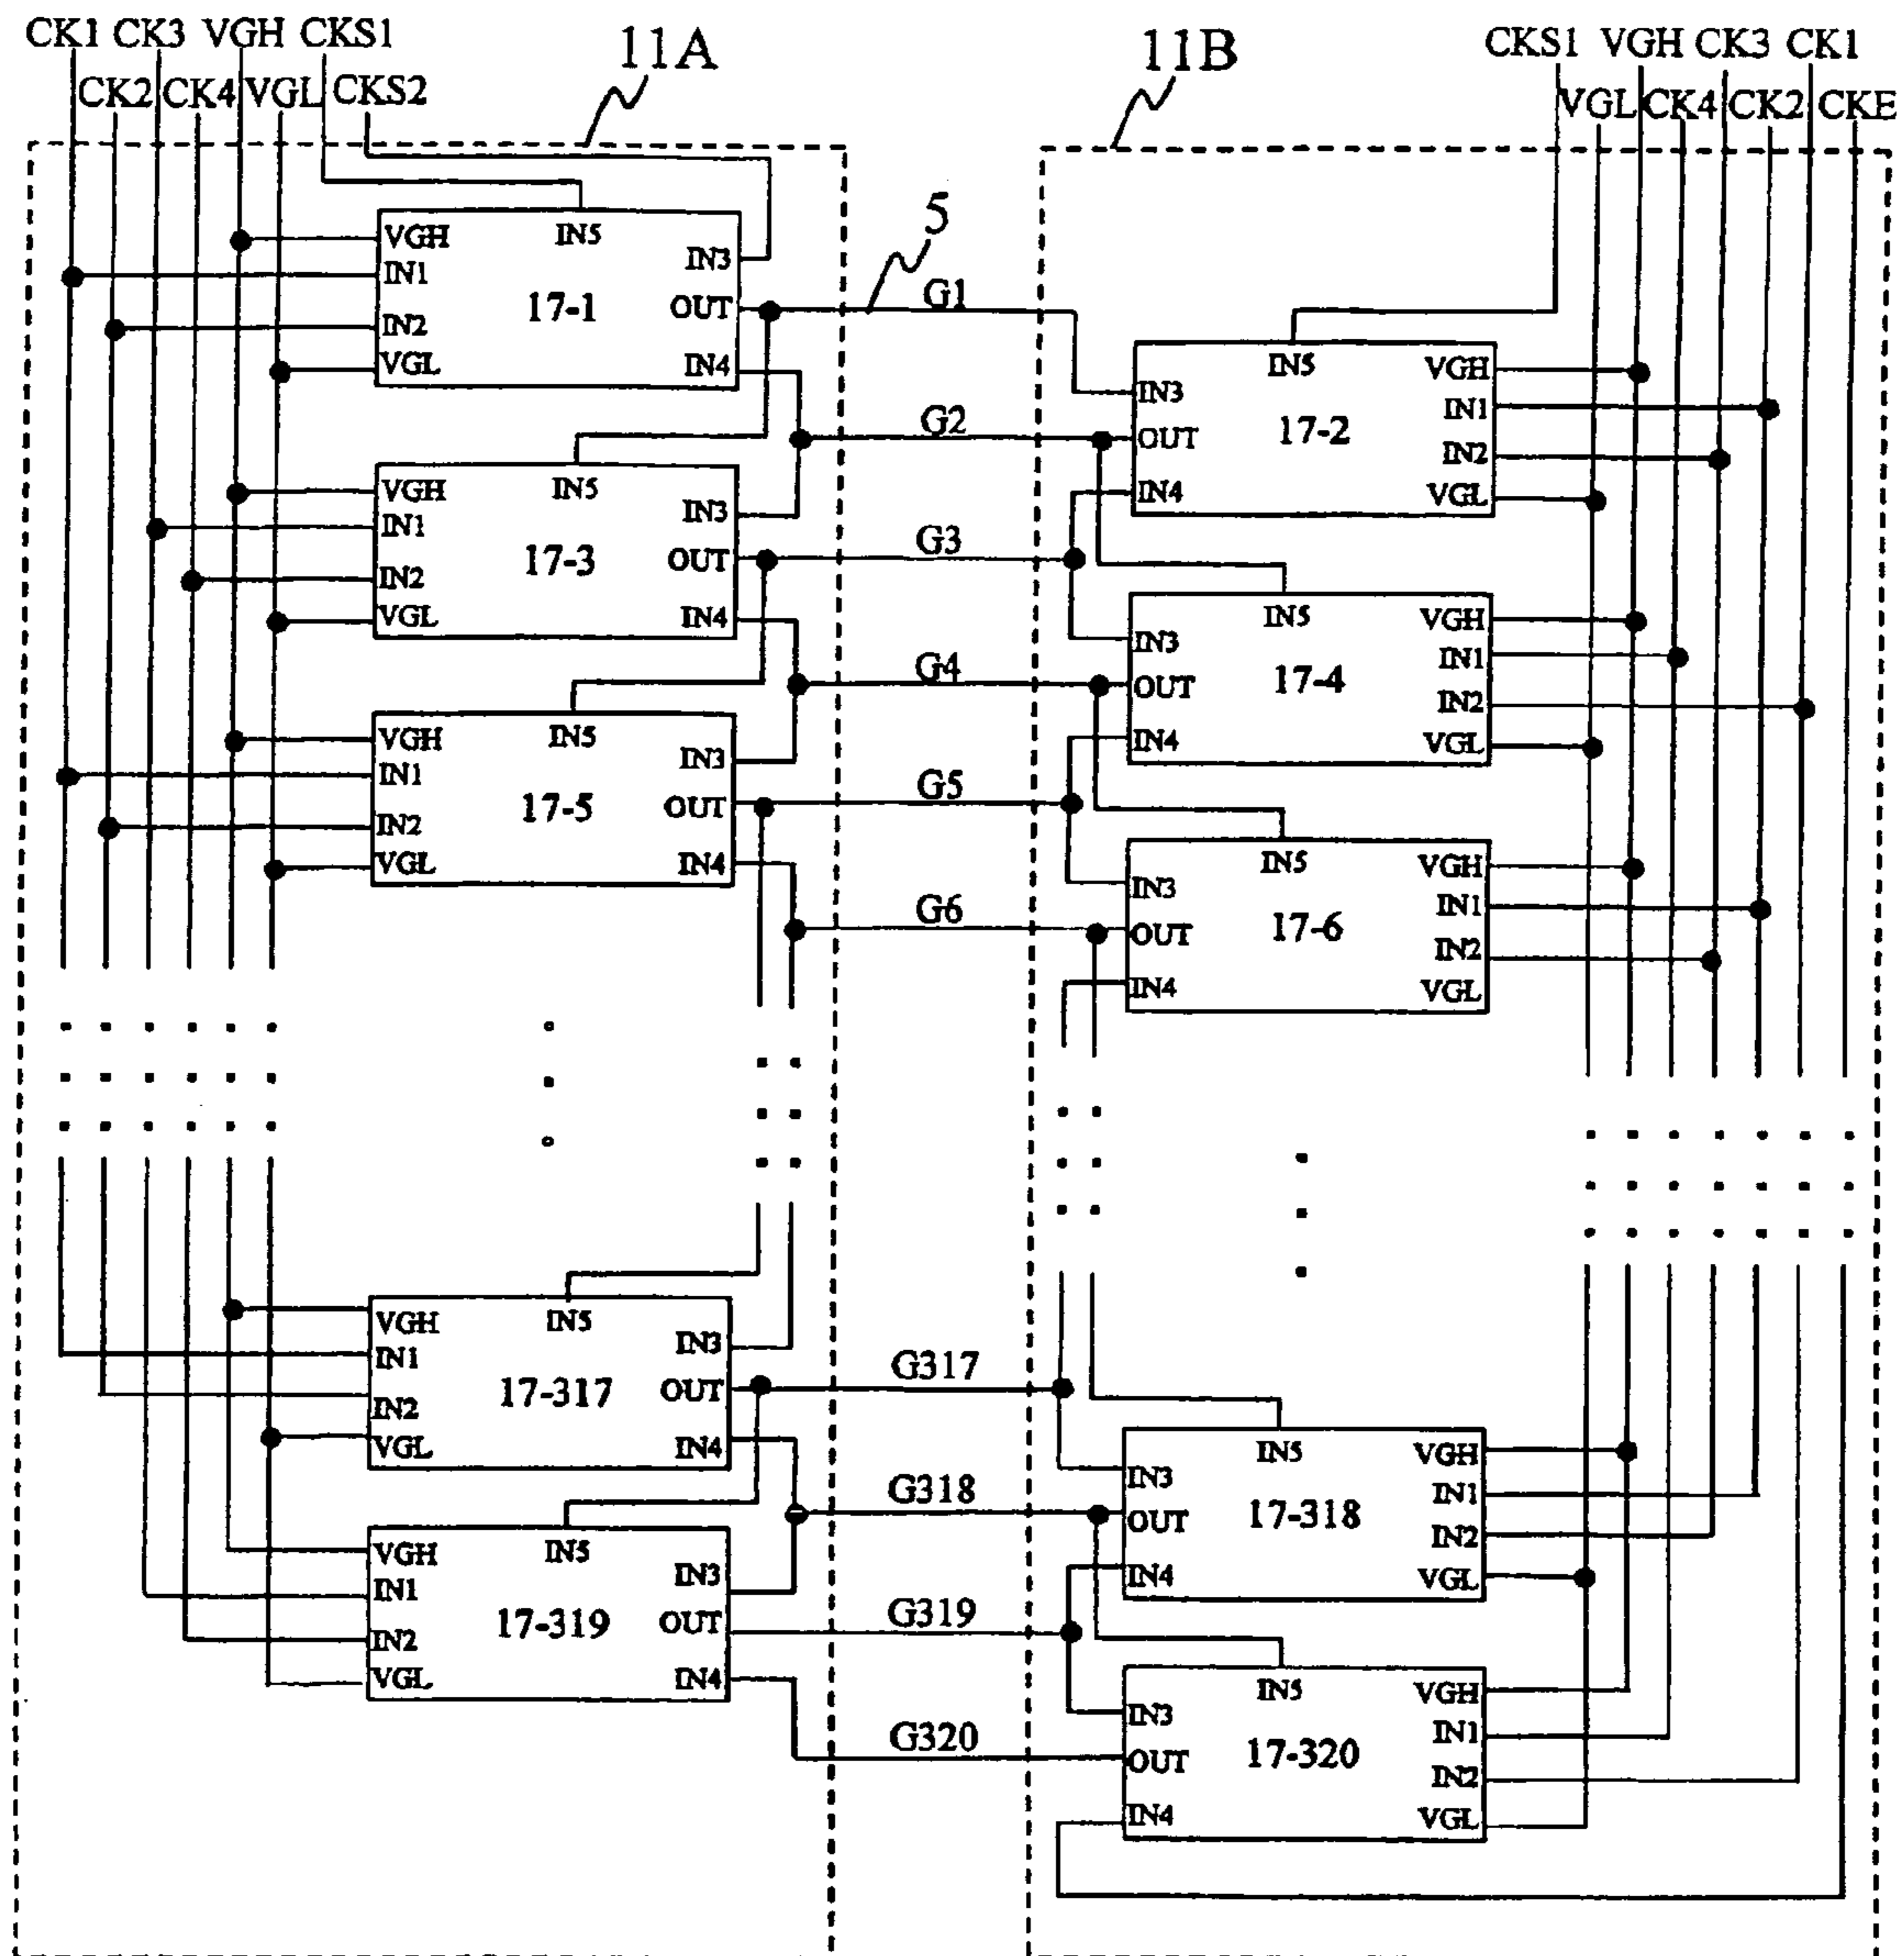 CK1 CK3 VGH CKS1
CK2 CK4 VGL CKS2
11A
11B
CKS1 VGH CK3 CK1
VGL CK4 CK2 CKE
5
VGH IN5 IN3
IN1
17-1 OUT
IN2
VGL IN4
G1
IN5 VGH
IN3 IN1
OUT 17-2
IN2
IN4 VGL
G2
VGH IN5 IN3
IN1
17-3 OUT
IN2
VGL IN4
G3
IN5 VGH
IN3 IN1
OUT 17-4
IN2
IN4 VGL
G4
VGH IN5 IN3
IN1
17-5 OUT
IN2
VGL IN4
G5
IN5 VGH
IN3 IN1
OUT 17-6
IN2
IN4 VGL
G6
VGH IN5 IN3
IN1
17-317 OUT
IN2
VGL IN4
G317
IN5 VGH
IN3 IN1
OUT 17-318
IN2
IN4 VGL
G318
VGH IN5 IN3
IN1
17-319 OUT
IN2
VGL IN4
G319
IN5 VGH
IN3 IN1
OUT 17-320
IN2
IN4 VGL
G320